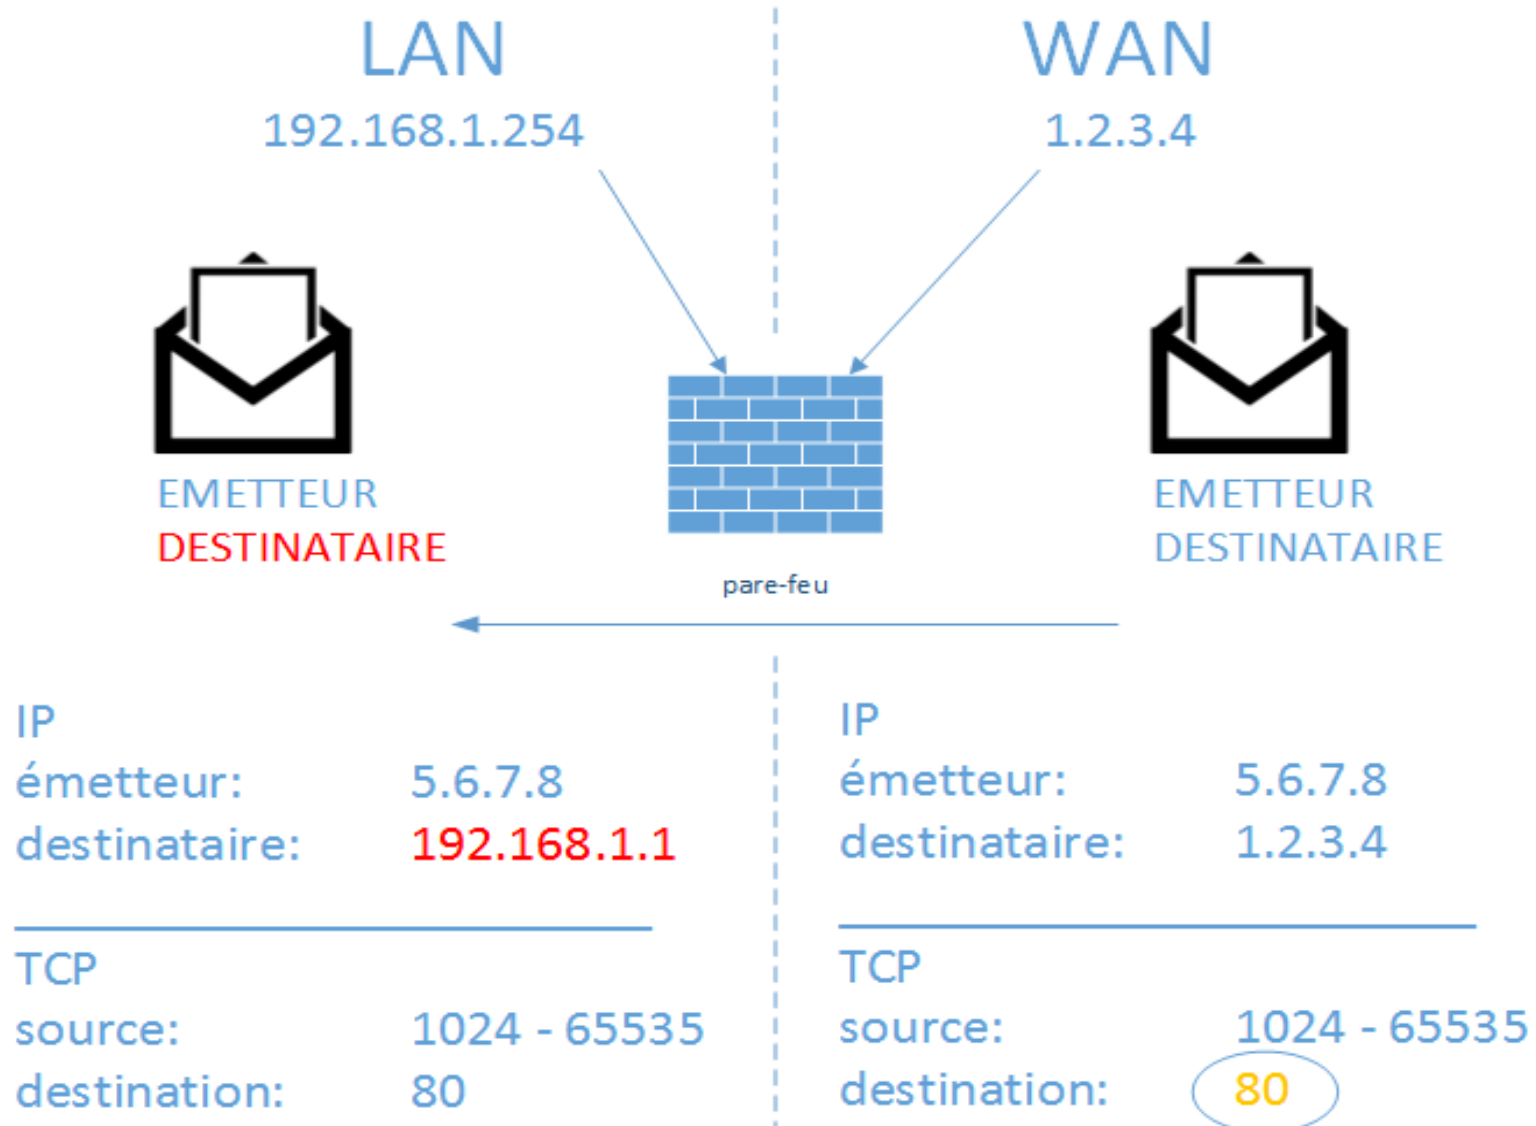 LAN
WAN
192.168.1.254
1.2.3.4
EMETTEUR
DESTINATAIRE
EMETTEUR
DESTINATAIRE
pare-feu
IP
émetteur: 5.6.7.8
destinataire: 192.168.1.1
TCP
source: 1024 - 65535
destination: 80
IP
émetteur: 5.6.7.8
destinataire: 1.2.3.4
TCP
source: 1024 - 65535
destination: 80